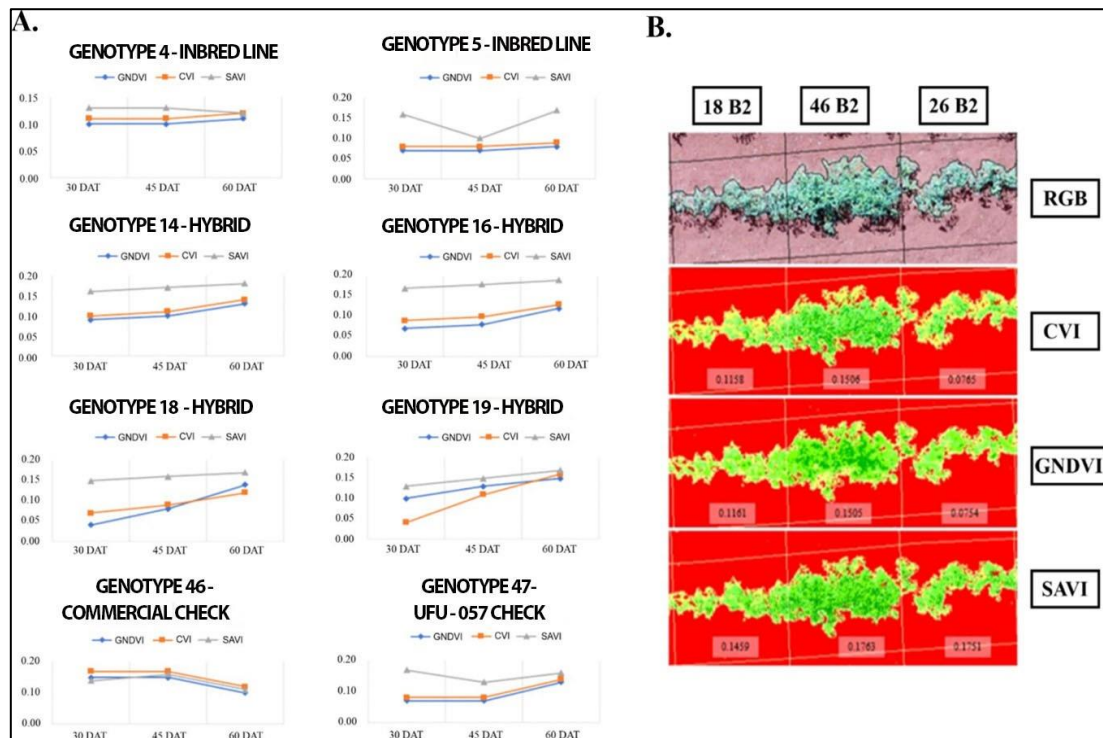 A.
GENOTYPE 4 - INBRED LINE
GNDVI CVI SAVI
0.15
0.10
0.05
0.00
30 DAT 45 DAT 60 DAT
GENOTYPE 5 - INBRED LINE
GNDVI CVI SAVI
0.20
0.15
0.10
0.05
0.00
30 DAT 45 DAT 60 DAT
GENOTYPE 14 - HYBRID
GNDVI CVI SAVI
0.20
0.15
0.10
0.05
0.00
30 DAT 45 DAT 60 DAT
GENOTYPE 16 - HYBRID
GNDVI CVI SAVI
0.20
0.15
0.10
0.05
0.00
30 DAT 45 DAT 60 DAT
GENOTYPE 18 - HYBRID
GNDVI CVI SAVI
0.20
0.15
0.10
0.05
0.00
30 DAT 45 DAT 60 DAT
GENOTYPE 19 - HYBRID
GNDVI CVI SAVI
0.20
0.15
0.10
0.05
0.00
30 DAT 45 DAT 60 DAT
GENOTYPE 46 -
COMMERCIAL CHECK
GNDVI CVI SAVI
0.20
0.10
0.00
30 DAT 45 DAT 60 DAT
GENOTYPE 47 -
UFU - 057 CHECK
GNDVI CVI SAVI
0.20
0.10
0.00
30 DAT 45 DAT 60 DAT
B.
18 B2 46 B2 26 B2
RGB
CVI
0.1158 0.1506 0.0765
GNDVI
0.1161 0.1505 0.0754
SAVI
0.1459 0.1763 0.1751